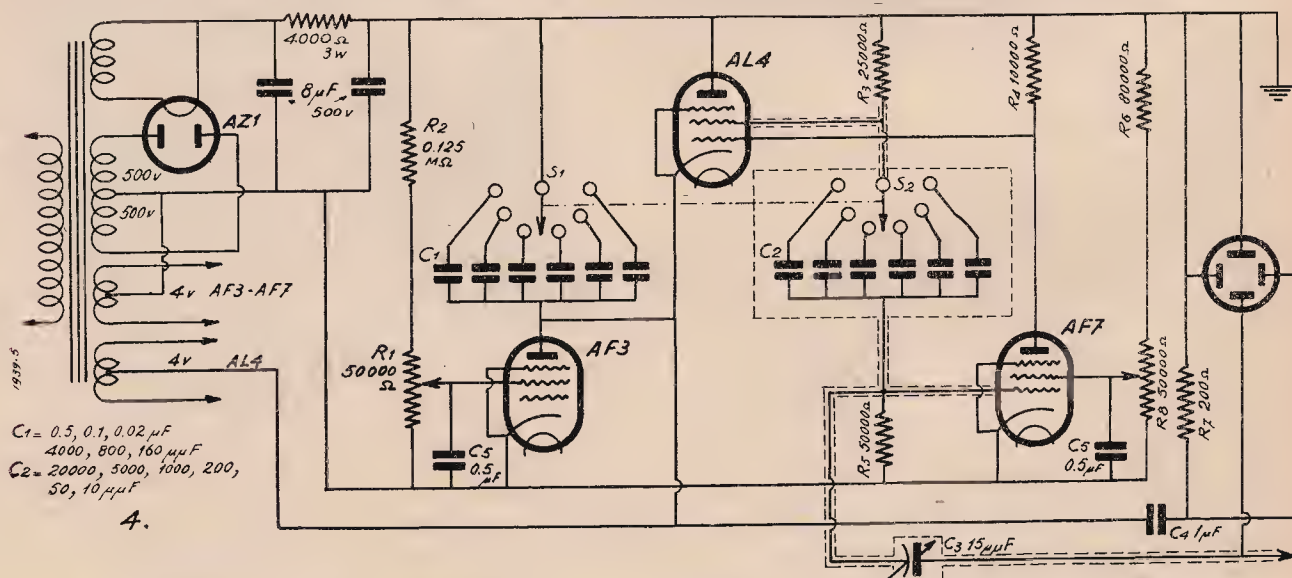 4000 Ω
3w
8µF
500v
AZ1
500v
500v
4v AF3-AF7
4v AL4
1939-5
C1= 0.5, 0.1, 0.02 µF
4000, 800, 160 µµF
C2= 20000, 5000, 1000, 200,
50, 10 µµF
4.
R2
0.125
MΩ
R1
50000
Ω
S1
C1
AF3
C5
0.5
µF
AL4
R3 25000Ω
S2
C2
R5 5000Ω
R4 10000Ω
AF7
C5
0.5µF
R6 80000Ω
R8 50000Ω
R7 200Ω
C4 1µF
C3 15µµF